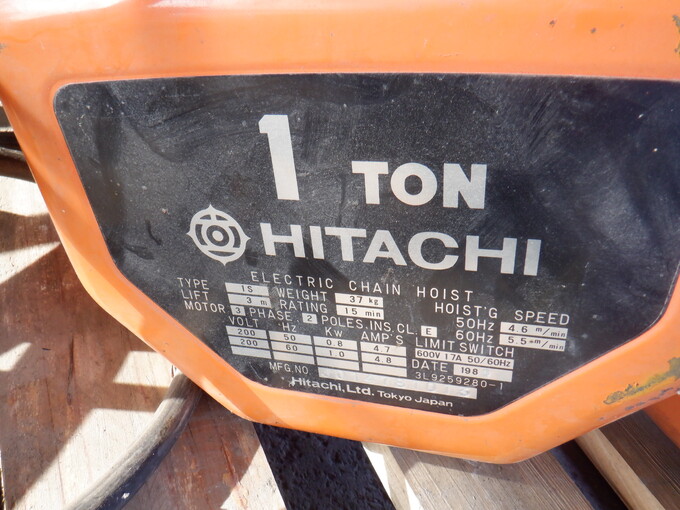 1 TON
HITACHI
ELECTRIC CHAIN HOIST
TYPE 1S WEIGHT 37 kg HOIST'G SPEED
LIFT 3 m RATING 15 min 50Hz 4.6 m/min
MOTOR 3 PHASE. 2 POLES.INS.CL. E 60Hz 5.5 m/min
VOLT Hz KW AMP'S LIMIT SWITCH
200 50 0.8 4.7 600V 17A 50/60Hz
200 60 1.0 4.8 DATE 198
MFG.NO. 3L9259280-1
Hitachi, Ltd. Tokyo Japan